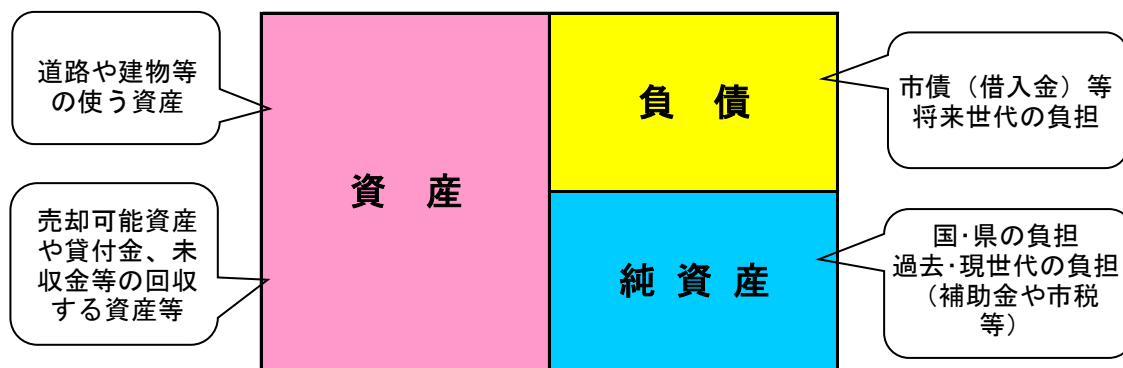 道路や建物等
の使う資産
売却可能資産
や貸付金、未
収金等の回収
する資産等
資　産
負　債
純 資 産
市債（借入金）等
将来世代の負担
国･県の負担
過去･現世代の負担
（補助金や市税
等）